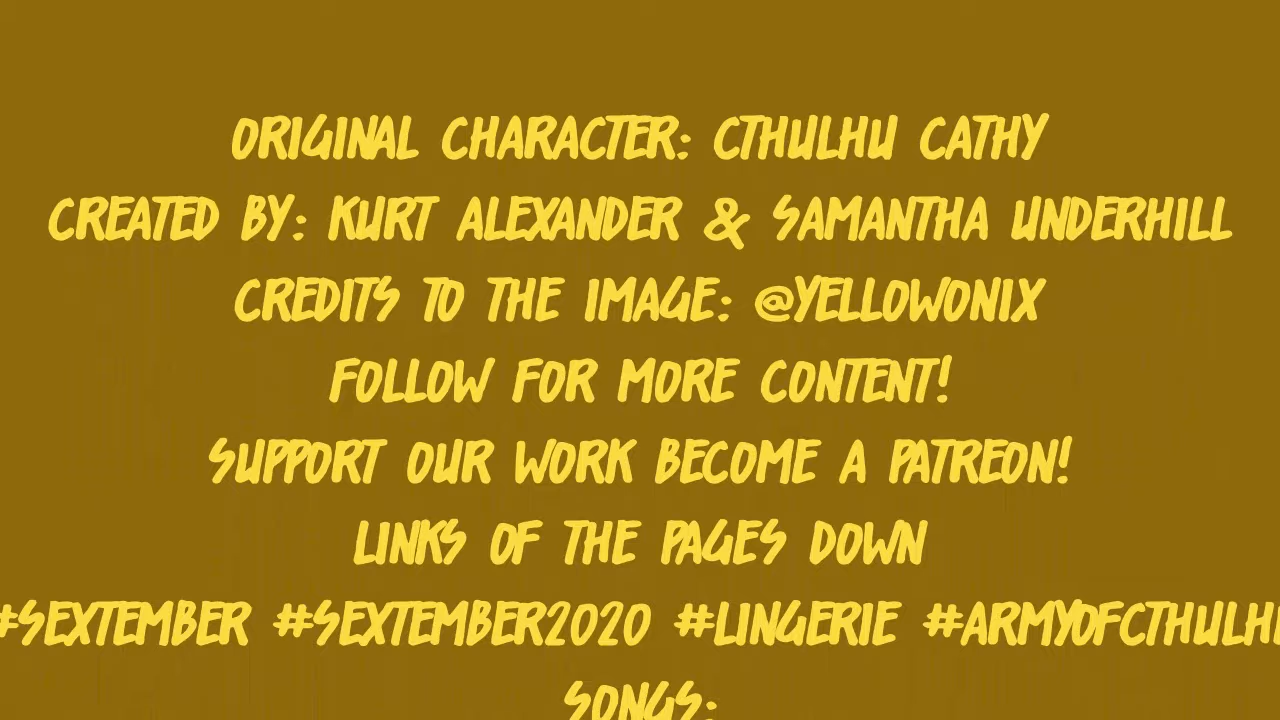 ORIGINAL CHARACTER: CTHULHU CATHY
CREATED BY: KURT ALEXANDER & SAMANTHA UNDERHILL
CREDITS TO THE IMAGE: @YELLOWONIX
FOLLOW FOR MORE CONTENT!
SUPPORT OUR WORK BECOME A PATREON!
LINKS OF THE PAGES DOWN
#SEXTEMBER #SEXTEMBER2020 #LINGERIE #ARMYOFCTHULH
SONGS: